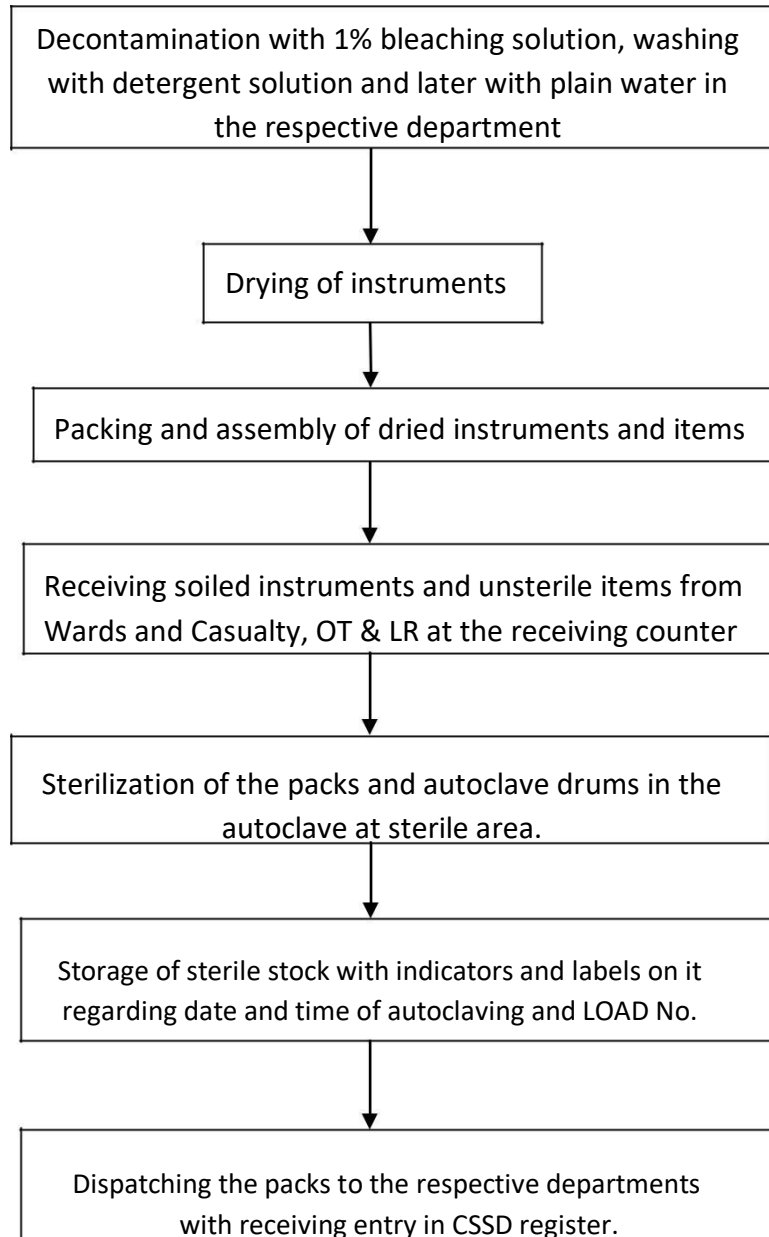 Decontamination with 1% bleaching solution, washing
with detergent solution and later with plain water in
the respective department
Drying of instruments
Packing and assembly of dried instruments and items
Receiving soiled instruments and unsterile items from
Wards and Casualty, OT & LR at the receiving counter
Sterilization of the packs and autoclave drums in the
autoclave at sterile area.
Storage of sterile stock with indicators and labels on it
regarding date and time of autoclaving and LOAD No.
Dispatching the packs to the respective departments
with receiving entry in CSSD register.